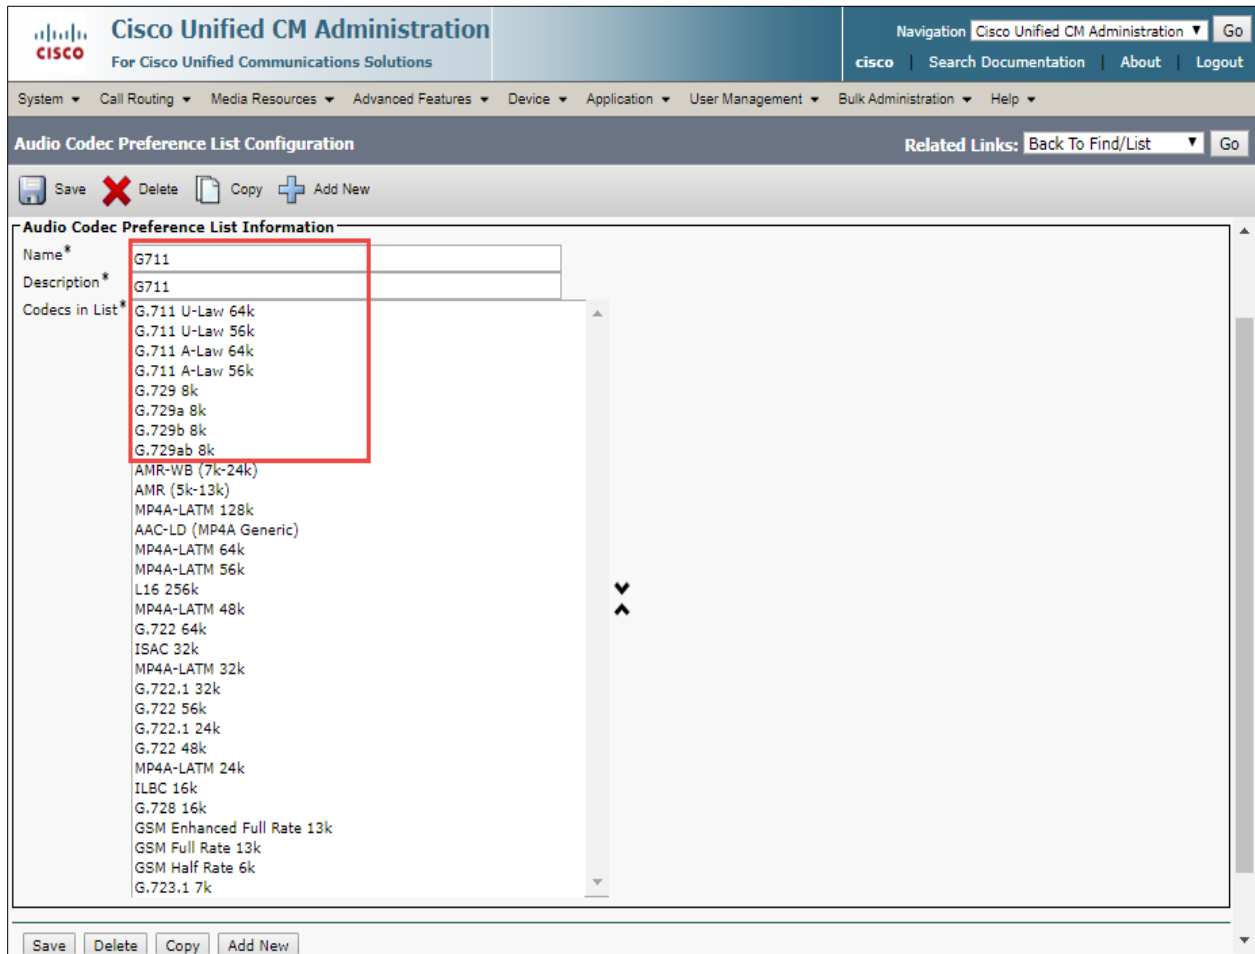 Cisco Unified CM Administration
For Cisco Unified Communications Solutions
CISCO
Navigation Cisco Unified CM Administration Go
cisco Search Documentation About Logout
System Call Routing Media Resources Advanced Features Device Application User Management Bulk Administration Help
Audio Codec Preference List Configuration
Related Links: Back To Find/List Go
Save Delete Copy Add New
Audio Codec Preference List Information
Name* G711
Description* G711
Codecs in List* G.711 U-Law 64k
G.711 U-Law 56k
G.711 A-Law 64k
G.711 A-Law 56k
G.729 8k
G.729a 8k
G.729b 8k
G.729ab 8k
AMR-WB (7k-24k)
AMR (5k-13k)
MP4A-LATM 128k
AAC-LD (MP4A Generic)
MP4A-LATM 64k
MP4A-LATM 56k
L16 256k
MP4A-LATM 48k
G.722 64k
ISAC 32k
MP4A-LATM 32k
G.722.1 32k
G.722 56k
G.722.1 24k
G.722 48k
MP4A-LATM 24k
ILBC 16k
G.728 16k
GSM Enhanced Full Rate 13k
GSM Full Rate 13k
GSM Half Rate 6k
G.723.1 7k
Save Delete Copy Add New